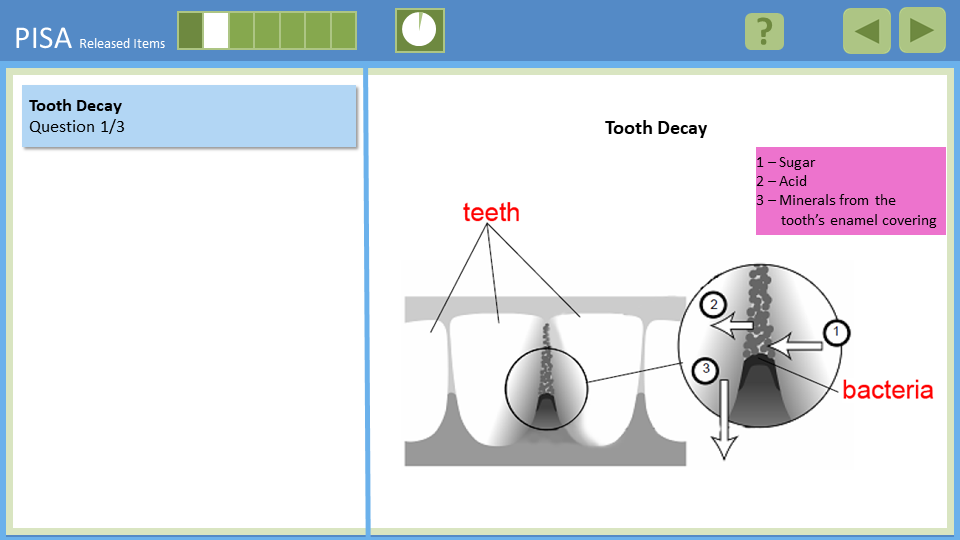 PISA Released Items
?
Tooth Decay
Question 1/3
Tooth Decay
1 – Sugar
2 – Acid
3 – Minerals from the
tooth's enamel covering
teeth
2
1
3
bacteria